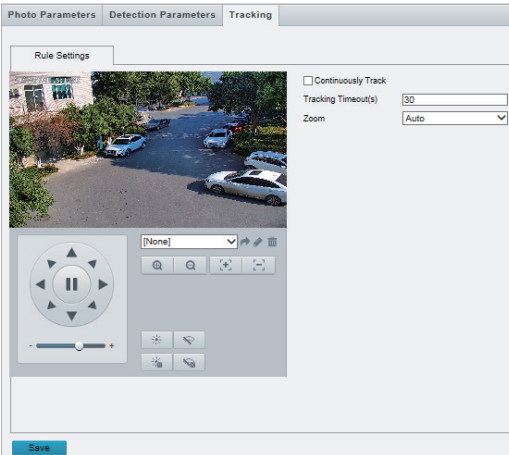 Photo Parameters Detection Parameters Tracking
Rule Settings
Continuously Track
Tracking Timeout(s) 30
Zoom Auto
[None]
- +
Save